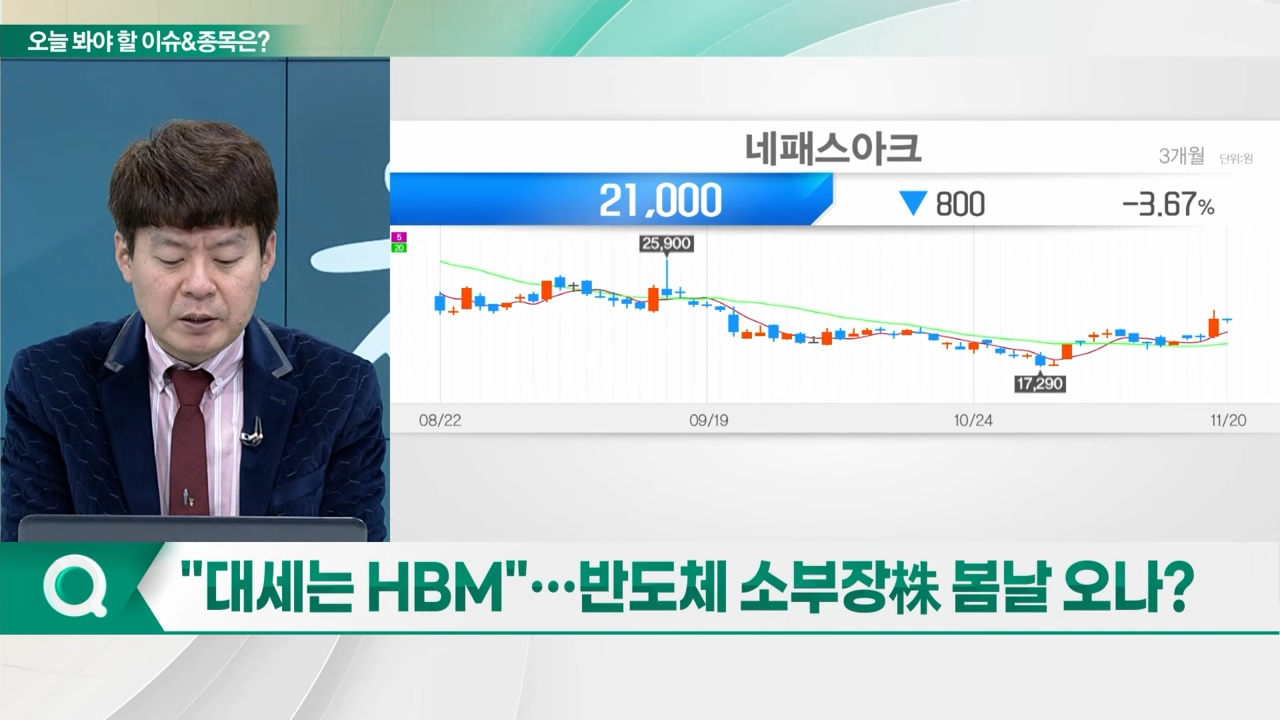 오늘 봐야 할 이슈&종목은?
네패스아크
3개월 단위:원
21,000 ▼800 -3.67%
5
20
25,900
17,290
08/22 09/19 10/24 11/20
"대세는 HBM"…반도체 소부장株 봄날 오나?